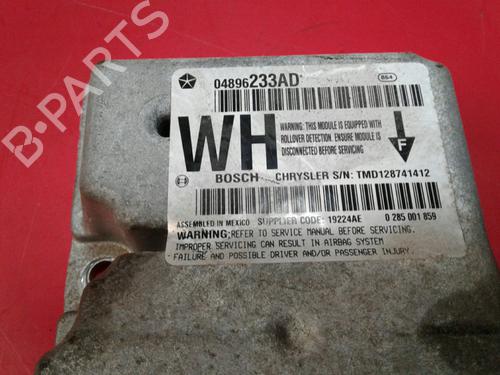 04896233AD
864
WH
WARNING: THIS MODULE IS EQUIPPED WITH
ROLLOVER DETECTION. ENSURE MODULE IS
DISCONNECTED BEFORE SERVICING
F
BOSCH CHRYSLER S/N: TMD128741412
ASSEMBLED IN MEXICO SUPPLIER CODE: 19224AE 0 285 001 859
WARNING: REFER TO SERVICE MANUAL BEFORE SERVICING.
IMPROPER SERVICING CAN RESULT IN AIRBAG SYSTEM
FAILURE AND POSSIBLE DRIVER AND/OR PASSENGER INJURY.
B-PARTS